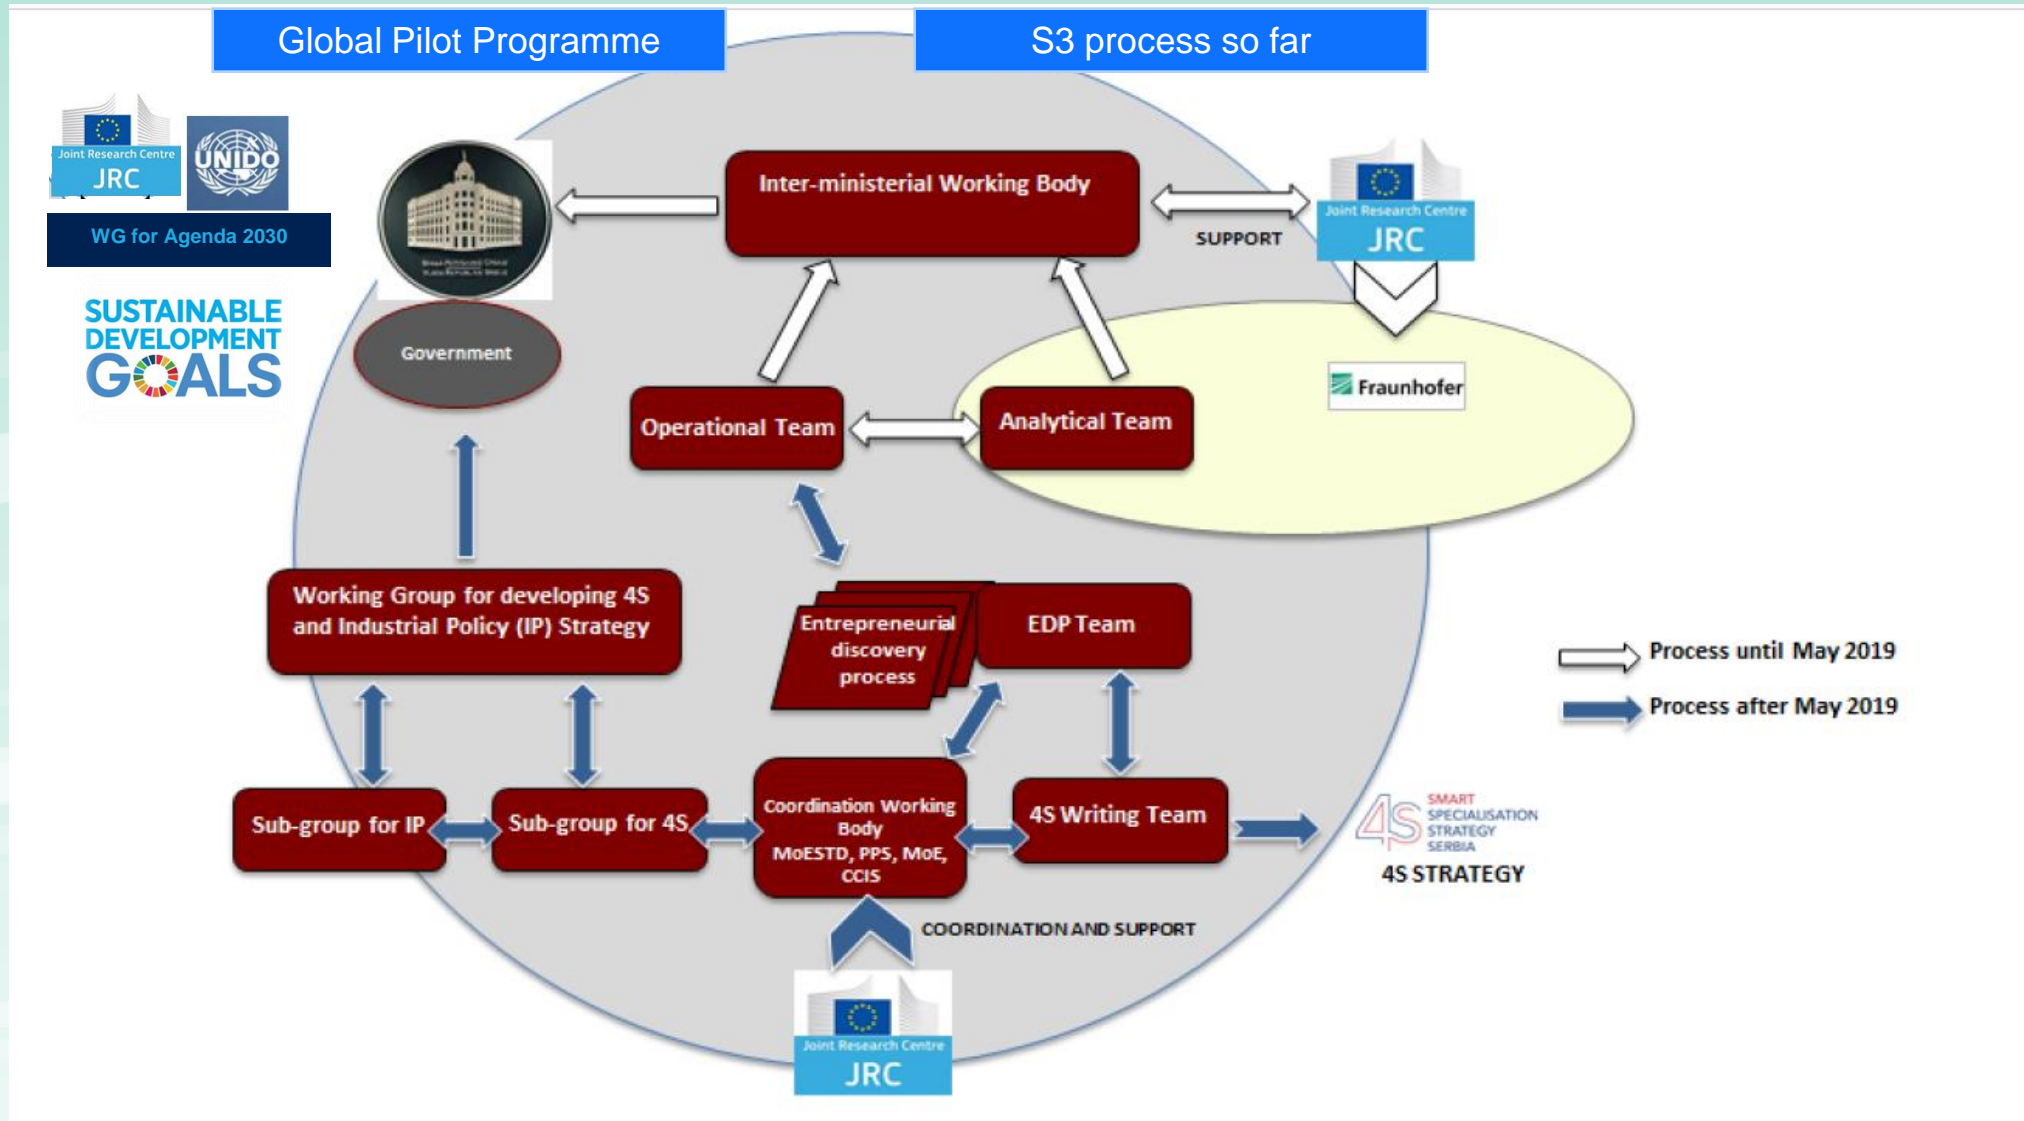 Global Pilot Programme
S3 process so far
Joint Research Centre
JRC
UNIDO
WG for Agenda 2030
SUSTAINABLE
DEVELOPMENT
GOALS
Government
Inter-ministerial Working Body
SUPPORT
Joint Research Centre
JRC
Fraunhofer
Operational Team
Analytical Team
Working Group for developing 4S
and Industrial Policy (IP) Strategy
Entrepreneurial
discovery
process
EDP Team
Process until May 2019
Process after May 2019
Sub-group for IP
Sub-group for 4S
Coordination Working
Body
MoESTD, PPS, MoE,
CCIS
4S Writing Team
4S
SMART
SPECIALISATION
STRATEGY
SERBIA
4S STRATEGY
COORDINATION AND SUPPORT
Joint Research Centre
JRC